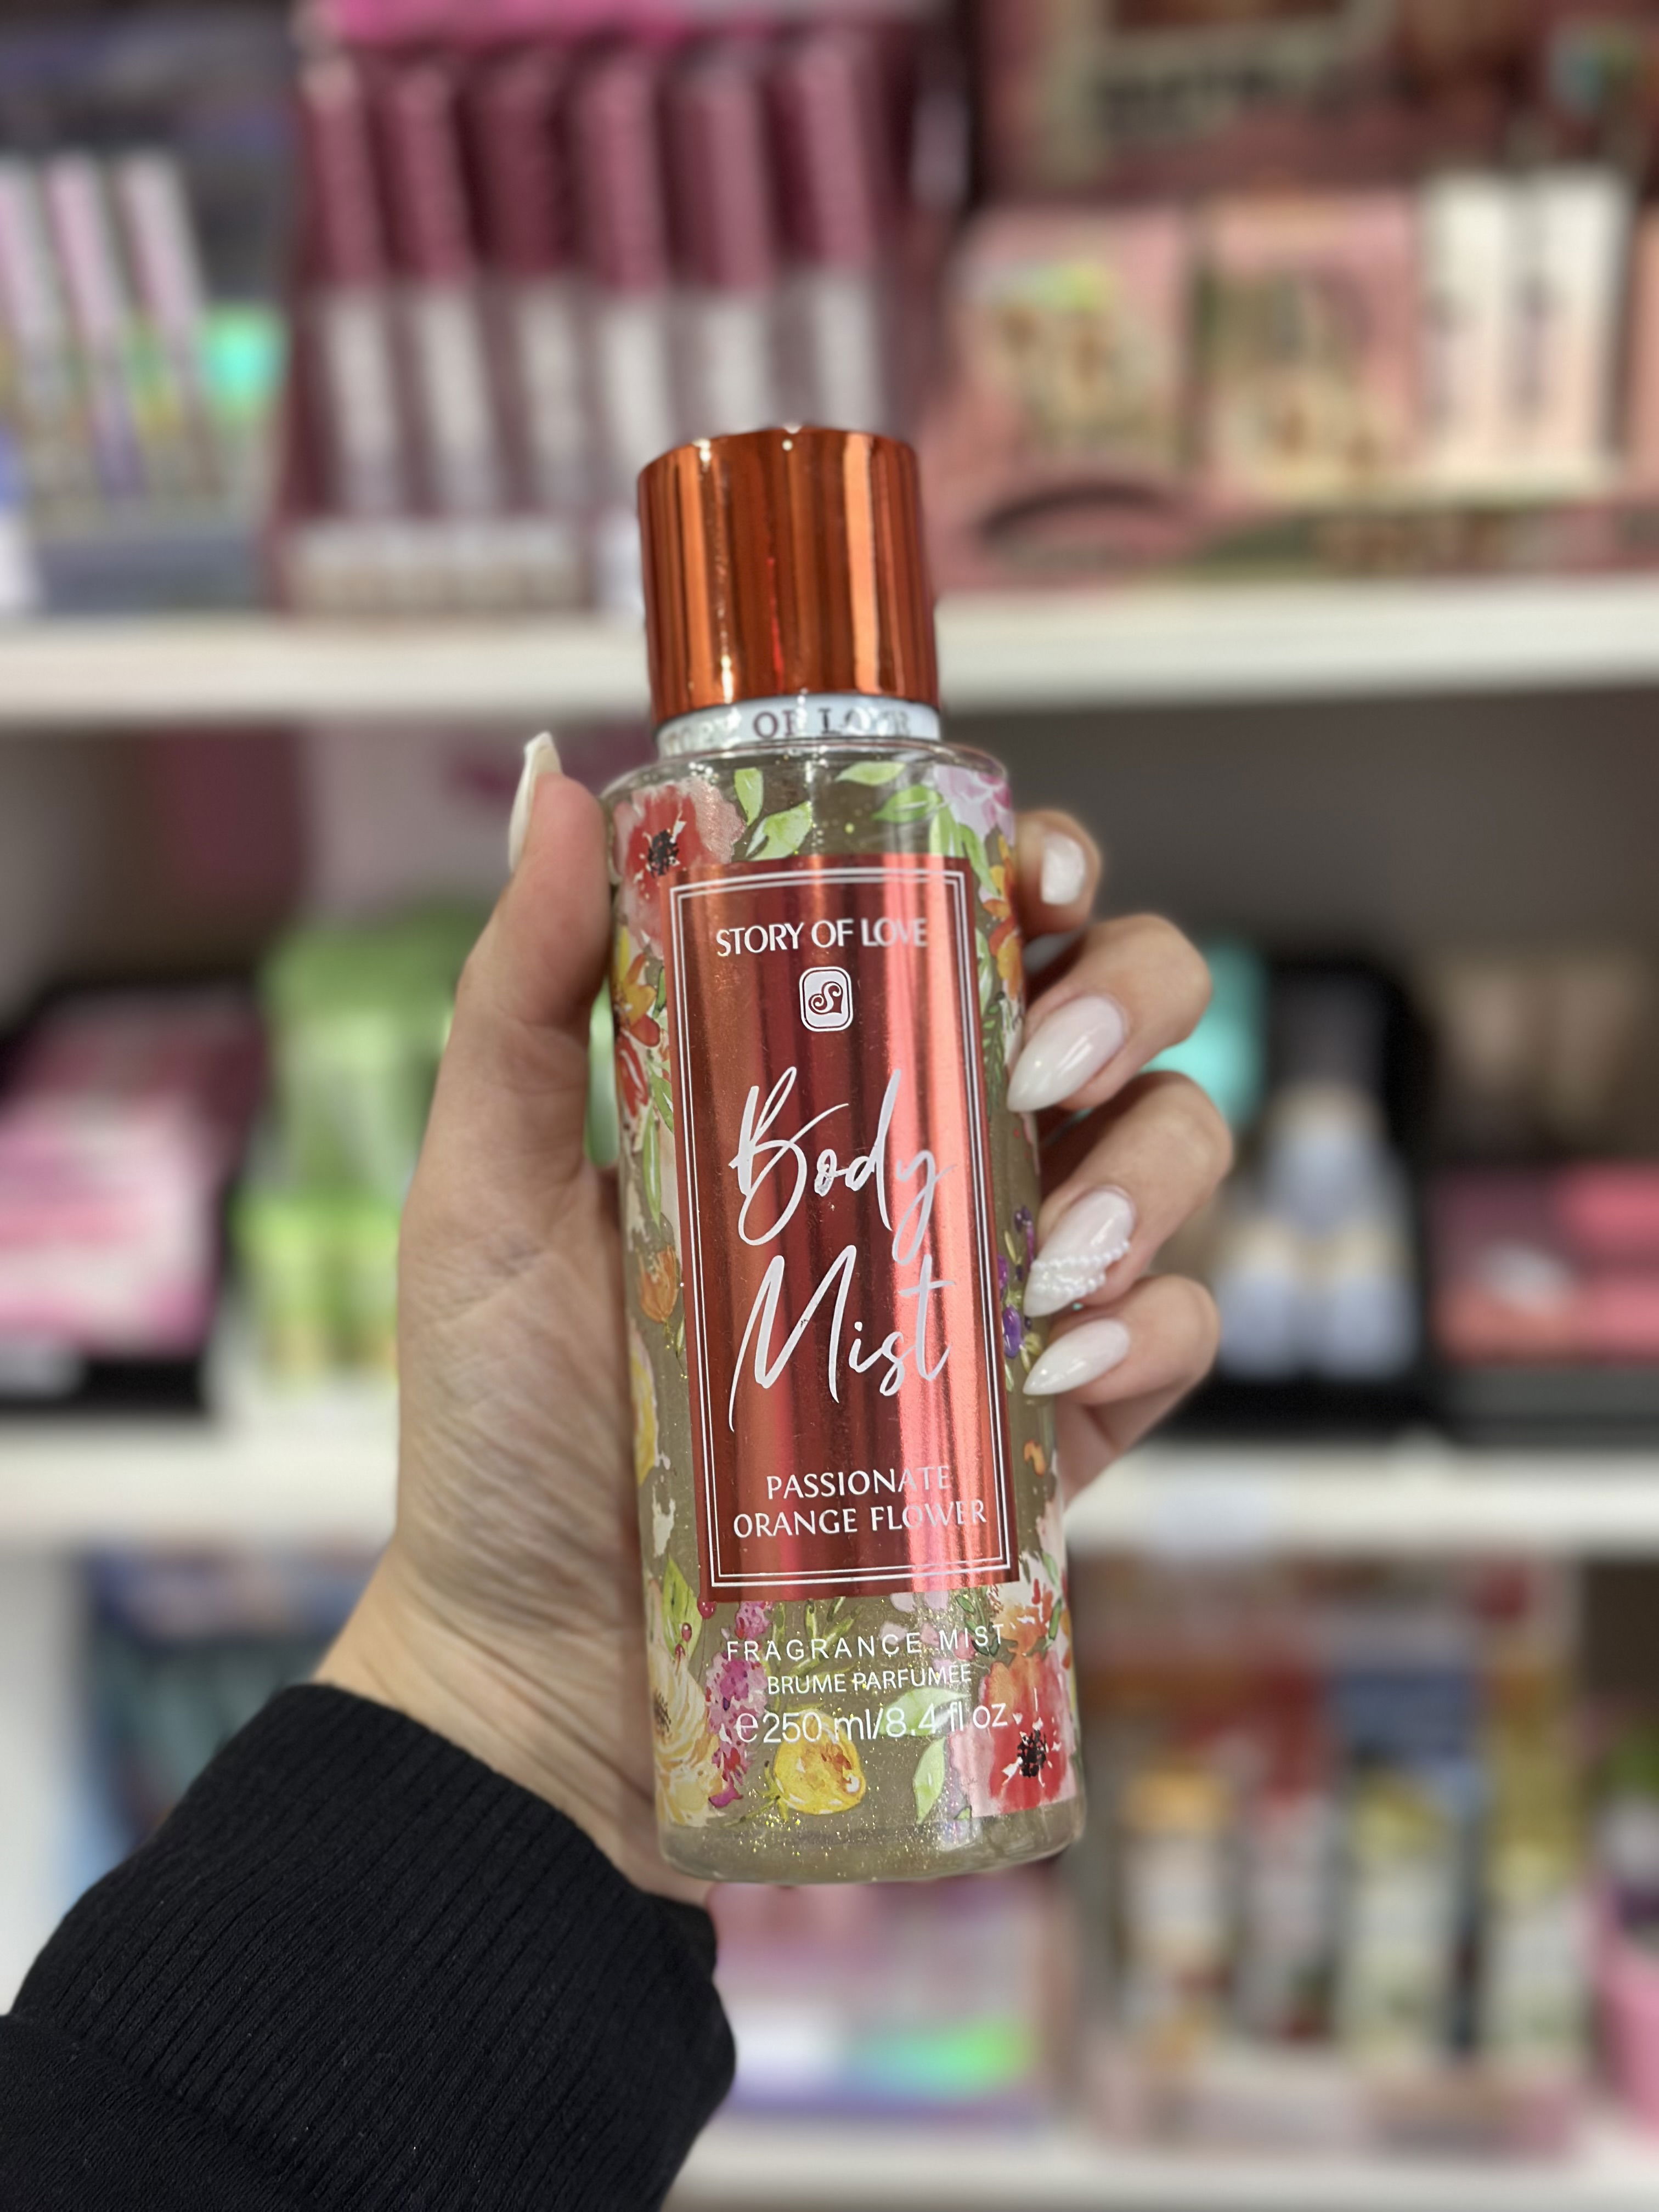 STORY OF LOVE
STORY OF LOVE
Body
Mist
PASSIONATE
ORANGE FLOWER
FRAGRANCE MIST
BRUME PARFUMÉE
℮250 ml/8.4 fl oz